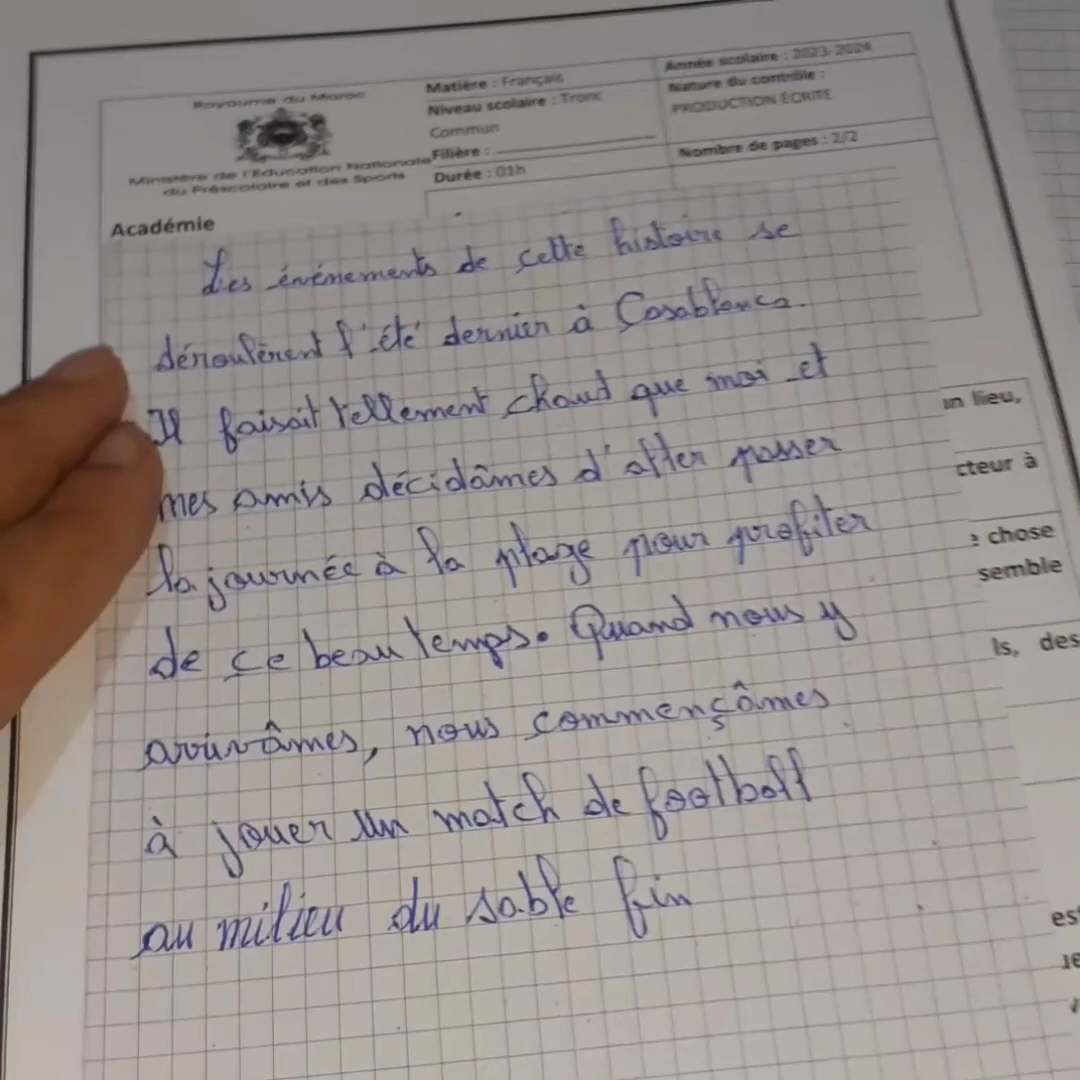 Royaume du Maroc
Ministère de l'Education Nationale
du Préscolaire et des Sports
Matière : Français
Niveau scolaire : Tronc
Commun
Filière :
Durée : 01h
Année scolaire : 2023-2024
Nature du contrôle :
PRODUCTION ÉCRITE
Nombre de pages : 2/2
Académie
Les événements de cette histoire se
déroulèrent l'été dernier à Casablanca.
Il faisait tellement chaud que moi et
mes amis décidâmes d'aller passer
la journée à la plage pour profiter
de ce beau temps. Quand nous y
arrivâmes, nous commençâmes
à jouer un match de football
au milieu du sable fin
un lieu,
cteur à
chose
semble
ls, des